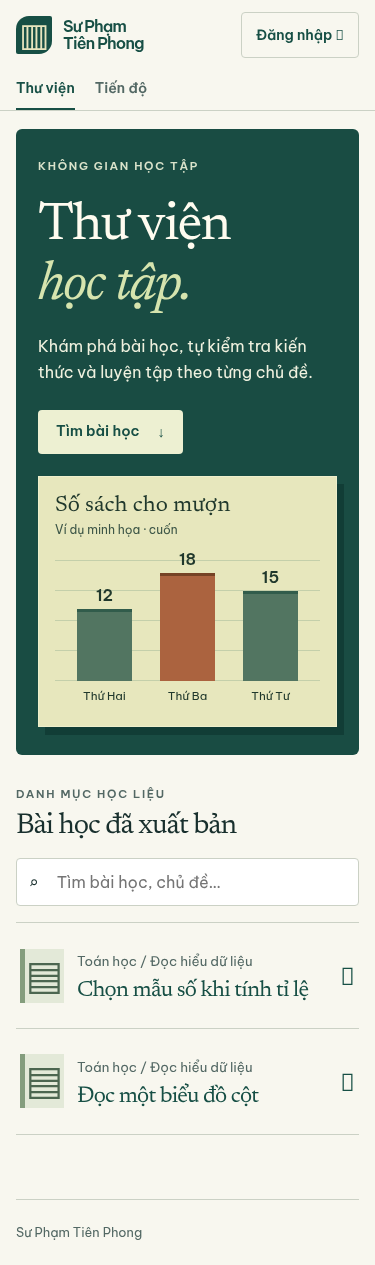 Sư Phạm
Tiên Phong
Đăng nhập
Thư viện
Tiến độ
KHÔNG GIAN HỌC TẬP
Thư viện
học tập.
Khám phá bài học, tự kiểm tra kiến
thức và luyện tập theo từng chủ đề.
Tìm bài học ↓
Số sách cho mượn
Ví dụ minh họa · cuốn
12
18
15
Thứ Hai
Thứ Ba
Thứ Tư
DANH MỤC HỌC LIỆU
Bài học đã xuất bản
Tìm bài học, chủ đề...
Toán học / Đọc hiểu dữ liệu
Chọn mẫu số khi tính tỉ lệ
Toán học / Đọc hiểu dữ liệu
Đọc một biểu đồ cột
Sư Phạm Tiên Phong